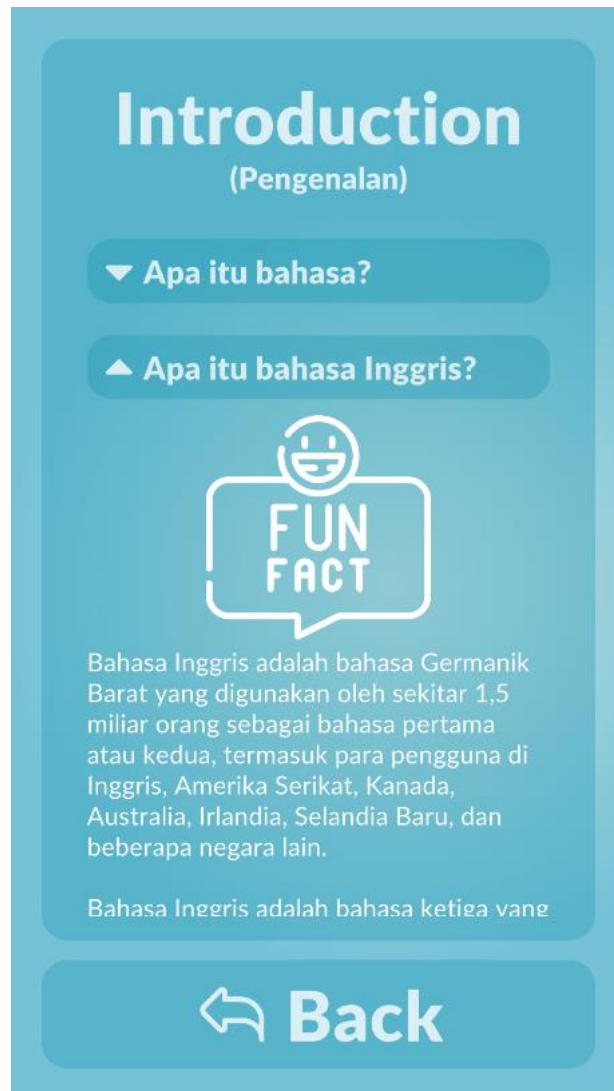 Introduction
(Pengenalan)
Apa itu bahasa?
Apa itu bahasa Inggris?
FUN
FACT
Bahasa Inggris adalah bahasa Germanik
Barat yang digunakan oleh sekitar 1,5
miliar orang sebagai bahasa pertama
atau kedua, termasuk para pengguna di
Inggris, Amerika Serikat, Kanada,
Australia, Irlandia, Selandia Baru, dan
beberapa negara lain.
Bahasa Inggris adalah bahasa ketiga yang
Back